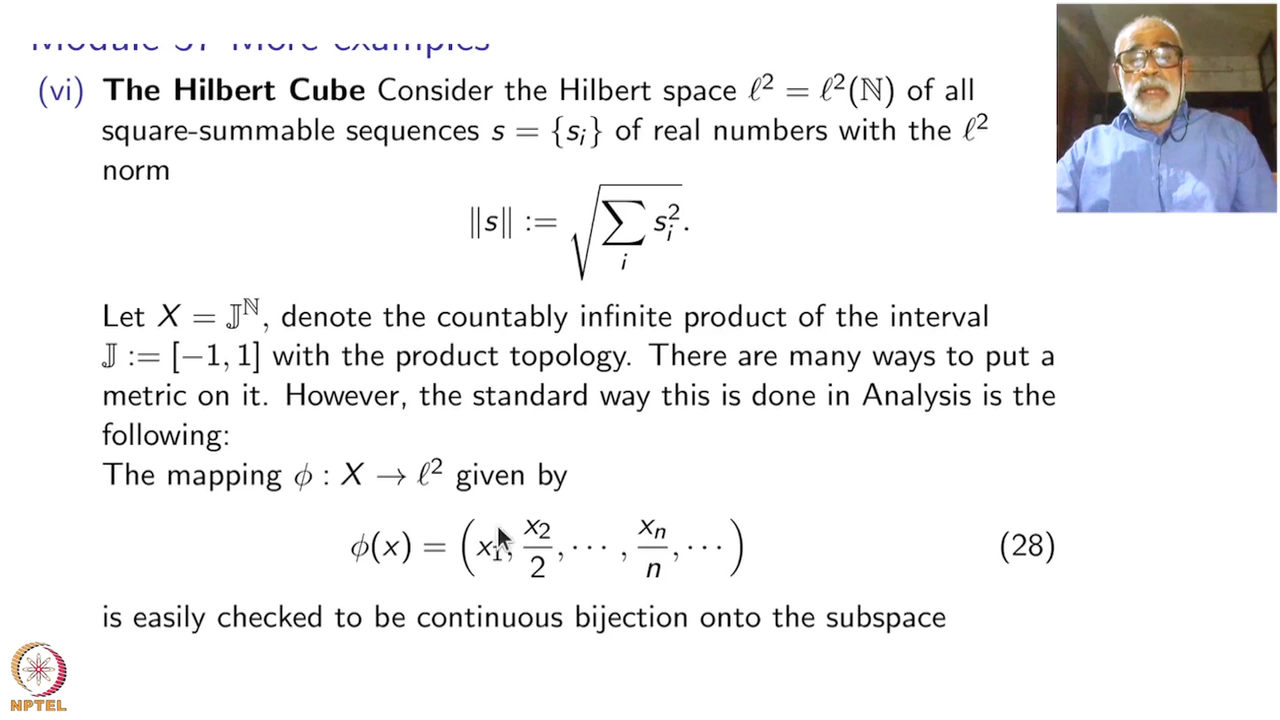 Module 37 More examples
(vi) The Hilbert Cube Consider the Hilbert space ℓ² = ℓ²(ℕ) of all
square-summable sequences s = {sᵢ} of real numbers with the ℓ²
norm
‖s‖ := √(∑ᵢ sᵢ²).
Let X = 𝕁^ℕ, denote the countably infinite product of the interval
𝕁 := [−1, 1] with the product topology. There are many ways to put a
metric on it. However, the standard way this is done in Analysis is the
following:
The mapping ϕ : X → ℓ² given by
ϕ(x) = (x₁, x₂/2, ⋯ , xₙ/n, ⋯) (28)
is easily checked to be continuous bijection onto the subspace
NPTEL